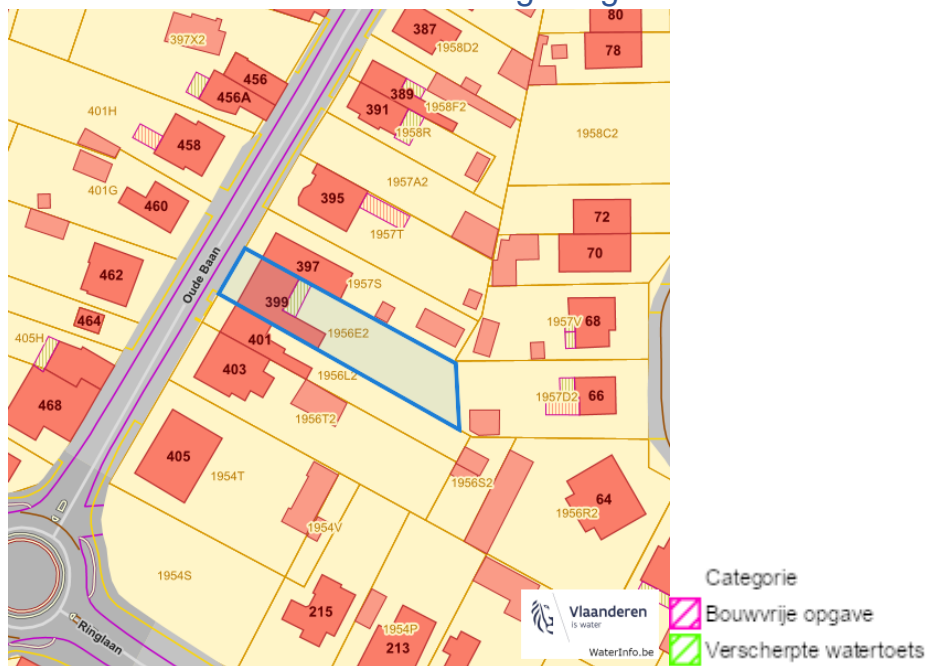 80
387
78
397X2
1958D2
456
456A
389
1958F2
391
401H
1958R
1958C2
458
1957A2
401G
395
460
72
1957T
70
Oude Baan
462
397
1957S
399
464
1956E2
1957V
68
405H
401
403
1956L2
66
1957D2
468
1956T2
405
1954T
1956S2
64
1956R2
1954V
1954S
215
1954P
213
Ringlaan
Vlaanderen
is water
WaterInfo.be
Categorie
Bouwvrije opgave
Verscherpte watertoets